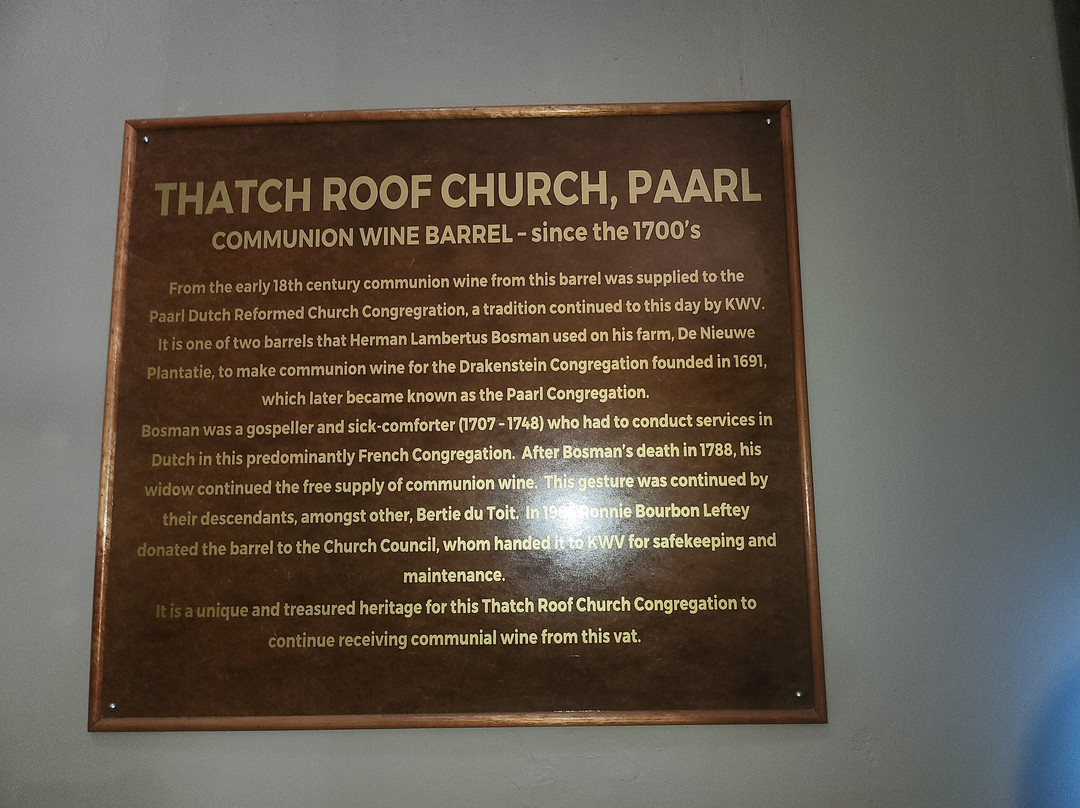 THATCH ROOF CHURCH, PAARL
COMMUNION WINE BARREL - since the 1700's
From the early 18th century communion wine from this barrel was supplied to the
Paarl Dutch Reformed Church Congregration, a tradition continued to this day by KWV.
It is one of two barrels that Herman Lambertus Bosman used on his farm, De Nieuwe
Plantatie, to make communion wine for the Drakenstein Congregation founded in 1691,
which later became known as the Paarl Congregation.
Bosman was a gospeller and sick-comforter (1707 - 1748) who had to conduct services in
Dutch in this predominantly French Congregation. After Bosman's death in 1788, his
widow continued the free supply of communion wine. This gesture was continued by
their descendants, amongst other, Bertie du Toit. In Ronnie Bourbon Leftey
donated the barrel to the Church Council, whom handed it to KWV for safekeeping and
maintenance.
It is a unique and treasured heritage for this Thatch Roof Church Congregation to
continue receiving communial wine from this vat.